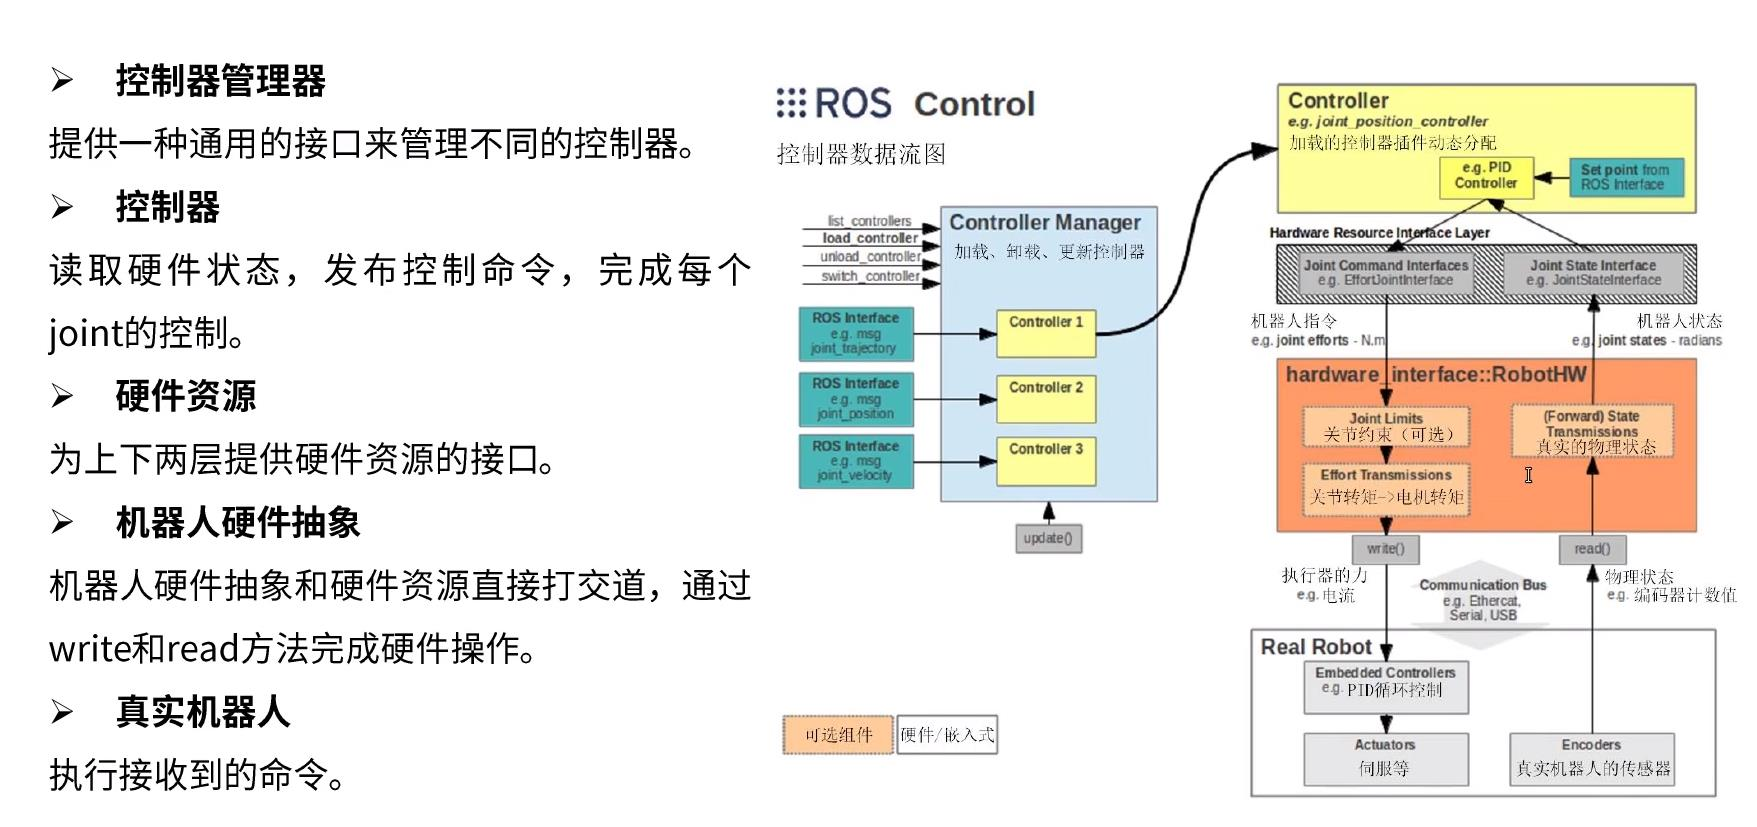 ➢ 控制器管理器
提供一种通用的接口来管理不同的控制器。
➢ 控制器
读取硬件状态，发布控制命令，完成每个
joint的控制。
➢ 硬件资源
为上下两层提供硬件资源的接口。
➢ 机器人硬件抽象
机器人硬件抽象和硬件资源直接打交道，通过
write和read方法完成硬件操作。
➢ 真实机器人
执行接收到的命令。
ROS Control
控制器数据流图
list_controllers
load_controller
unload_controller
switch_controller
Controller Manager
加载、卸载、更新控制器
ROS Interface
e.g. msg
joint_trajectory
Controller 1
ROS Interface
e.g. msg
joint_position
Controller 2
ROS Interface
e.g. msg
joint_velocity
Controller 3
update()
可选组件
硬件/嵌入式
Controller
e.g. joint_position_controller
加载的控制器插件动态分配
e.g. PID
Controller
Set point from
ROS Interface
Hardware Resource Interface Layer
Joint Command Interfaces
e.g. EffortJointInterface
Joint State Interface
e.g. JointStateInterface
机器人指令
e.g. joint efforts - N.m
机器人状态
e.g. joint states - radians
hardware_interface::RobotHW
Joint Limits
关节约束（可选）
Effort Transmissions
关节转矩->电机转矩
(Forward) State
Transmissions
真实的物理状态
write()
read()
执行器的力
e.g. 电流
Communication Bus
e.g. Ethercat,
Serial, USB
物理状态
e.g. 编码器计数值
Real Robot
Embedded Controllers
e.g. PID循环控制
Actuators
伺服等
Encoders
真实机器人的传感器